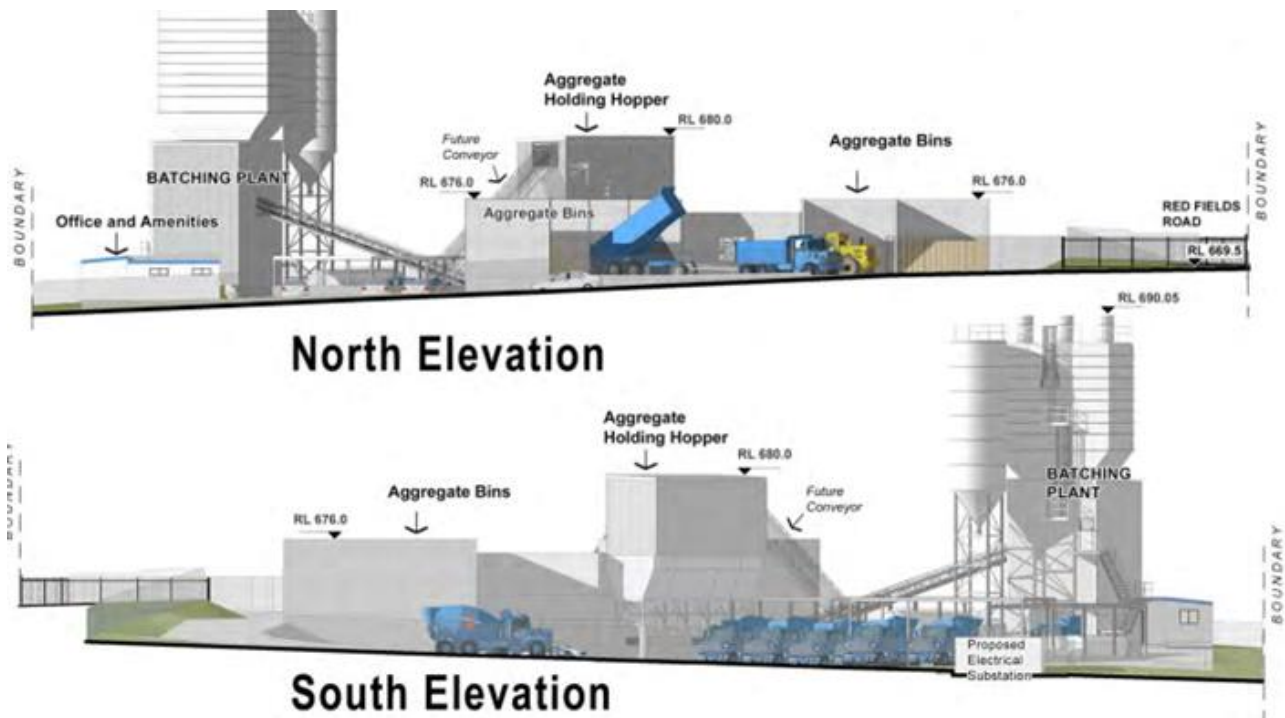 Aggregate
Holding Hopper
RL 680.0
Future
Conveyor
Aggregate Bins
BOUNDARY
BATCHING PLANT
RL 676.0
RL 676.0
Aggregate Bins
RED FIELDS
ROAD
BOUNDARY
Office and Amenities
RL 669.5
North Elevation
RL 690.05
Aggregate
Holding Hopper
RL 680.0
BATCHING
PLANT
Aggregate Bins
Future
Conveyor
RL 676.0
BOUNDARY
BOUNDARY
Proposed
Electrical
Substation
South Elevation